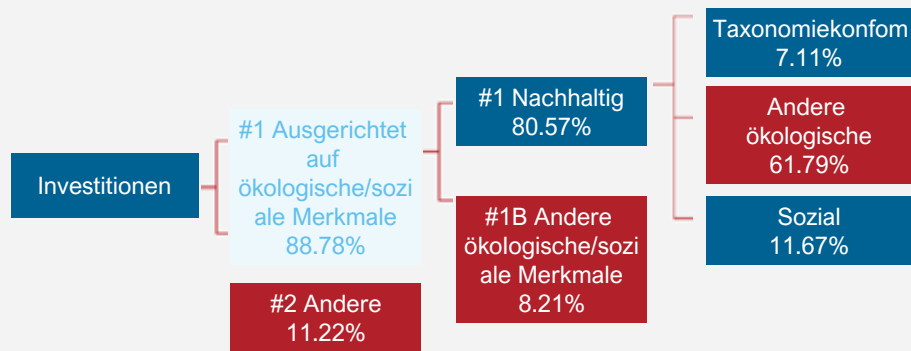 Investitionen
#1 Ausgerichtet
auf
ökologische/sozi
ale Merkmale
88.78%
#2 Andere
11.22%
#1 Nachhaltig
80.57%
#1B Andere
ökologische/sozi
ale Merkmale
8.21%
Taxonomiekonfom
7.11%
Andere
ökologische
61.79%
Sozial
11.67%